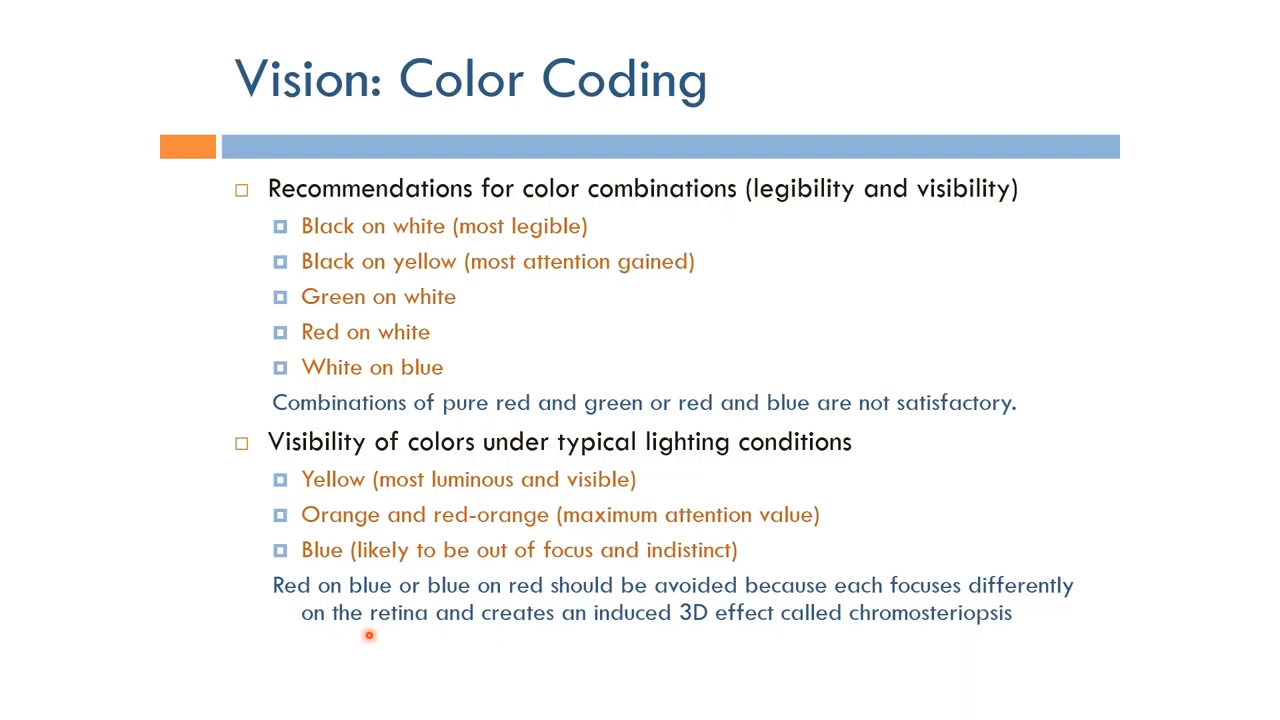 Vision: Color Coding
Recommendations for color combinations (legibility and visibility)
Black on white (most legible)
Black on yellow (most attention gained)
Green on white
Red on white
White on blue
Combinations of pure red and green or red and blue are not satisfactory.
Visibility of colors under typical lighting conditions
Yellow (most luminous and visible)
Orange and red-orange (maximum attention value)
Blue (likely to be out of focus and indistinct)
Red on blue or blue on red should be avoided because each focuses differently
on the retina and creates an induced 3D effect called chromosteriopsis